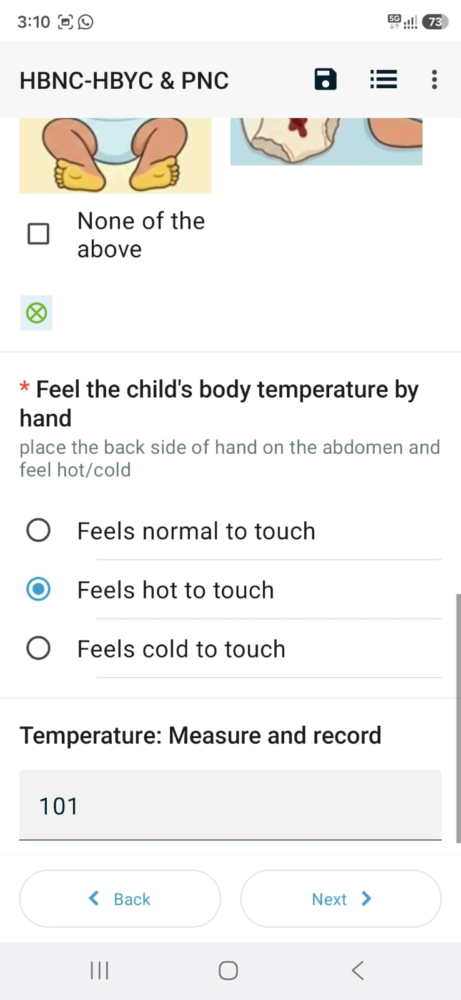 3:10
5G
73
HBNC-HBYC & PNC
None of the
above
* Feel the child's body temperature by
hand
place the back side of hand on the abdomen and
feel hot/cold
Feels normal to touch
Feels hot to touch
Feels cold to touch
Temperature: Measure and record
101
Back
Next